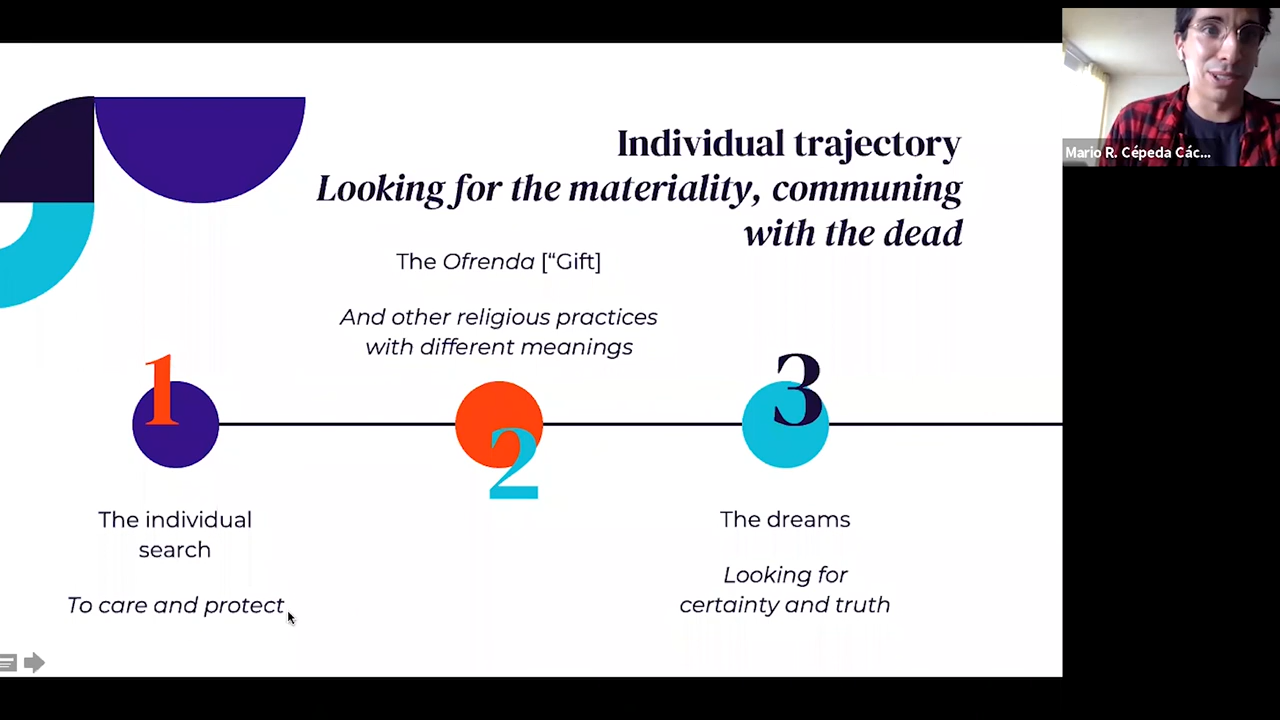 Individual trajectory
Looking for the materiality, communing
with the dead
The Ofrenda [“Gift]
And other religious practices
with different meanings
1
2
3
The individual
search
To care and protect
The dreams
Looking for
certainty and truth
Mario R. Cépeda Các...